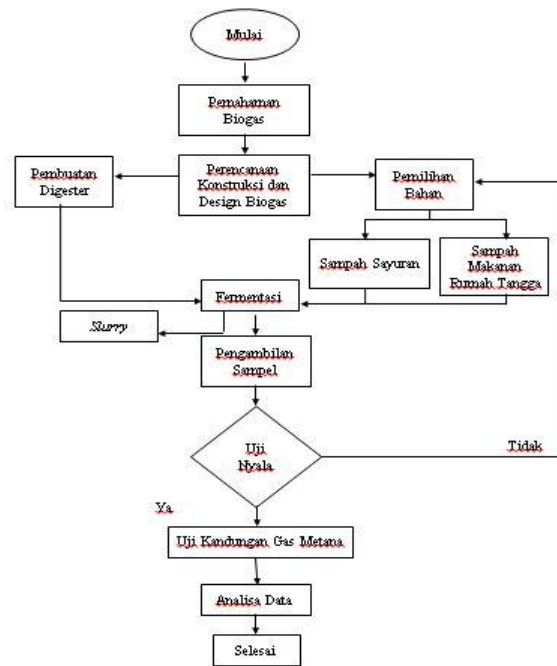 Mulai
Pemahaman
Biogas
Pembuatan
Digester
Perencanaan
Konstruksi dan
Design Biogas
Pemilihan
Bahan
Sampah Sayuran
Sampah
Makanan
Rumah Tangga
Fermentasi
Slurry
Pengambilan
Sampel
Uji
Nyala
Tidak
Ya
Uji Kandungan Gas Metana
Analisa Data
Selesai